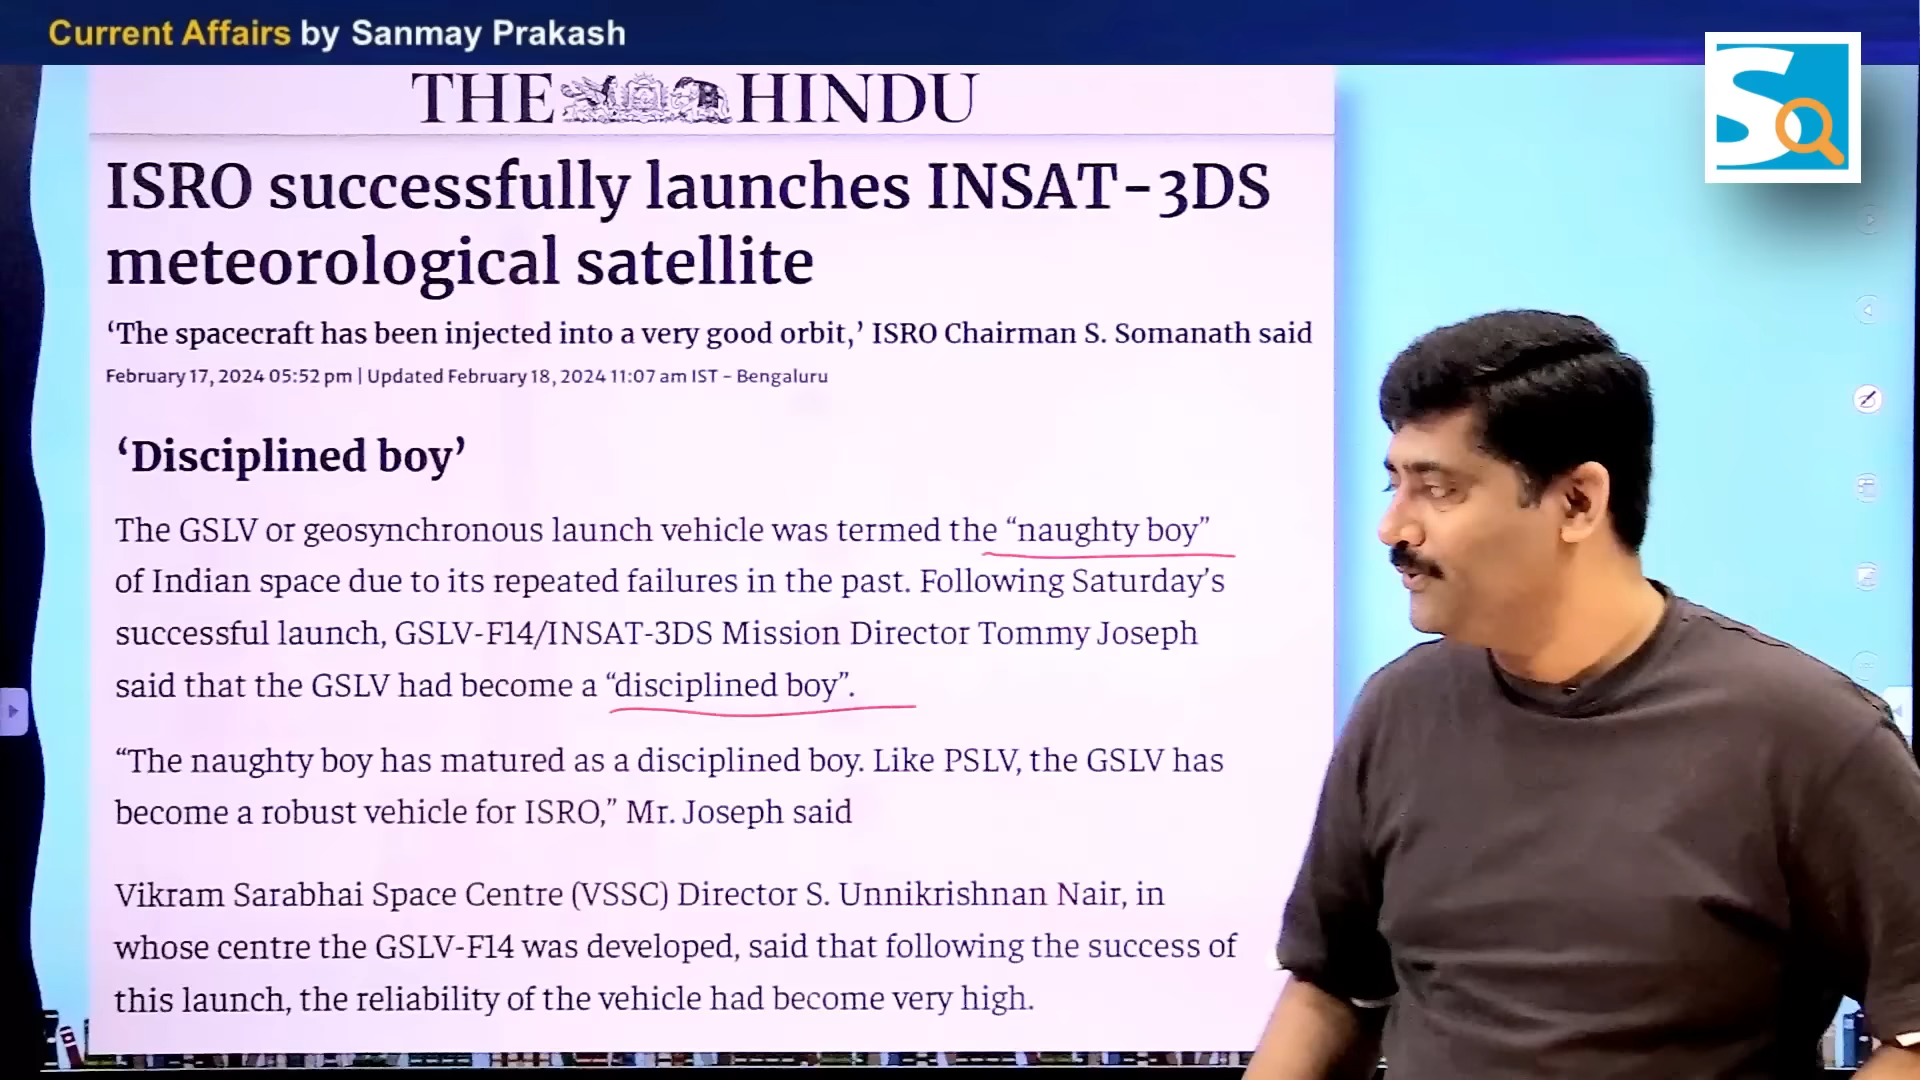 Current Affairs by Sanmay Prakash
THE HINDU
ISRO successfully launches INSAT-3DS
meteorological satellite
‘The spacecraft has been injected into a very good orbit,’ ISRO Chairman S. Somanath said
February 17, 2024 05:52 pm | Updated February 18, 2024 11:07 am IST - Bengaluru
‘Disciplined boy’
The GSLV or geosynchronous launch vehicle was termed the “naughty boy”
of Indian space due to its repeated failures in the past. Following Saturday’s
successful launch, GSLV-F14/INSAT-3DS Mission Director Tommy Joseph
said that the GSLV had become a “disciplined boy”.
“The naughty boy has matured as a disciplined boy. Like PSLV, the GSLV has
become a robust vehicle for ISRO,” Mr. Joseph said
Vikram Sarabhai Space Centre (VSSC) Director S. Unnikrishnan Nair, in
whose centre the GSLV-F14 was developed, said that following the success of
this launch, the reliability of the vehicle had become very high.